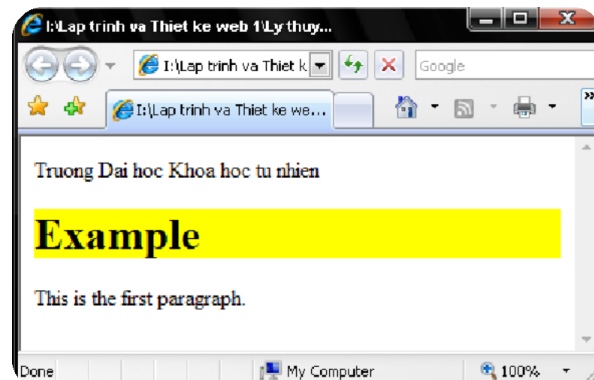 I:\Lap trinh va Thiet ke web 1\Ly thuy...
I:\Lap trinh va Thiet k
Google
I:\Lap trinh va Thiet ke we...
»
Truong Dai hoc Khoa hoc tu nhien
Example
This is the first paragraph.
Done
My Computer
100%